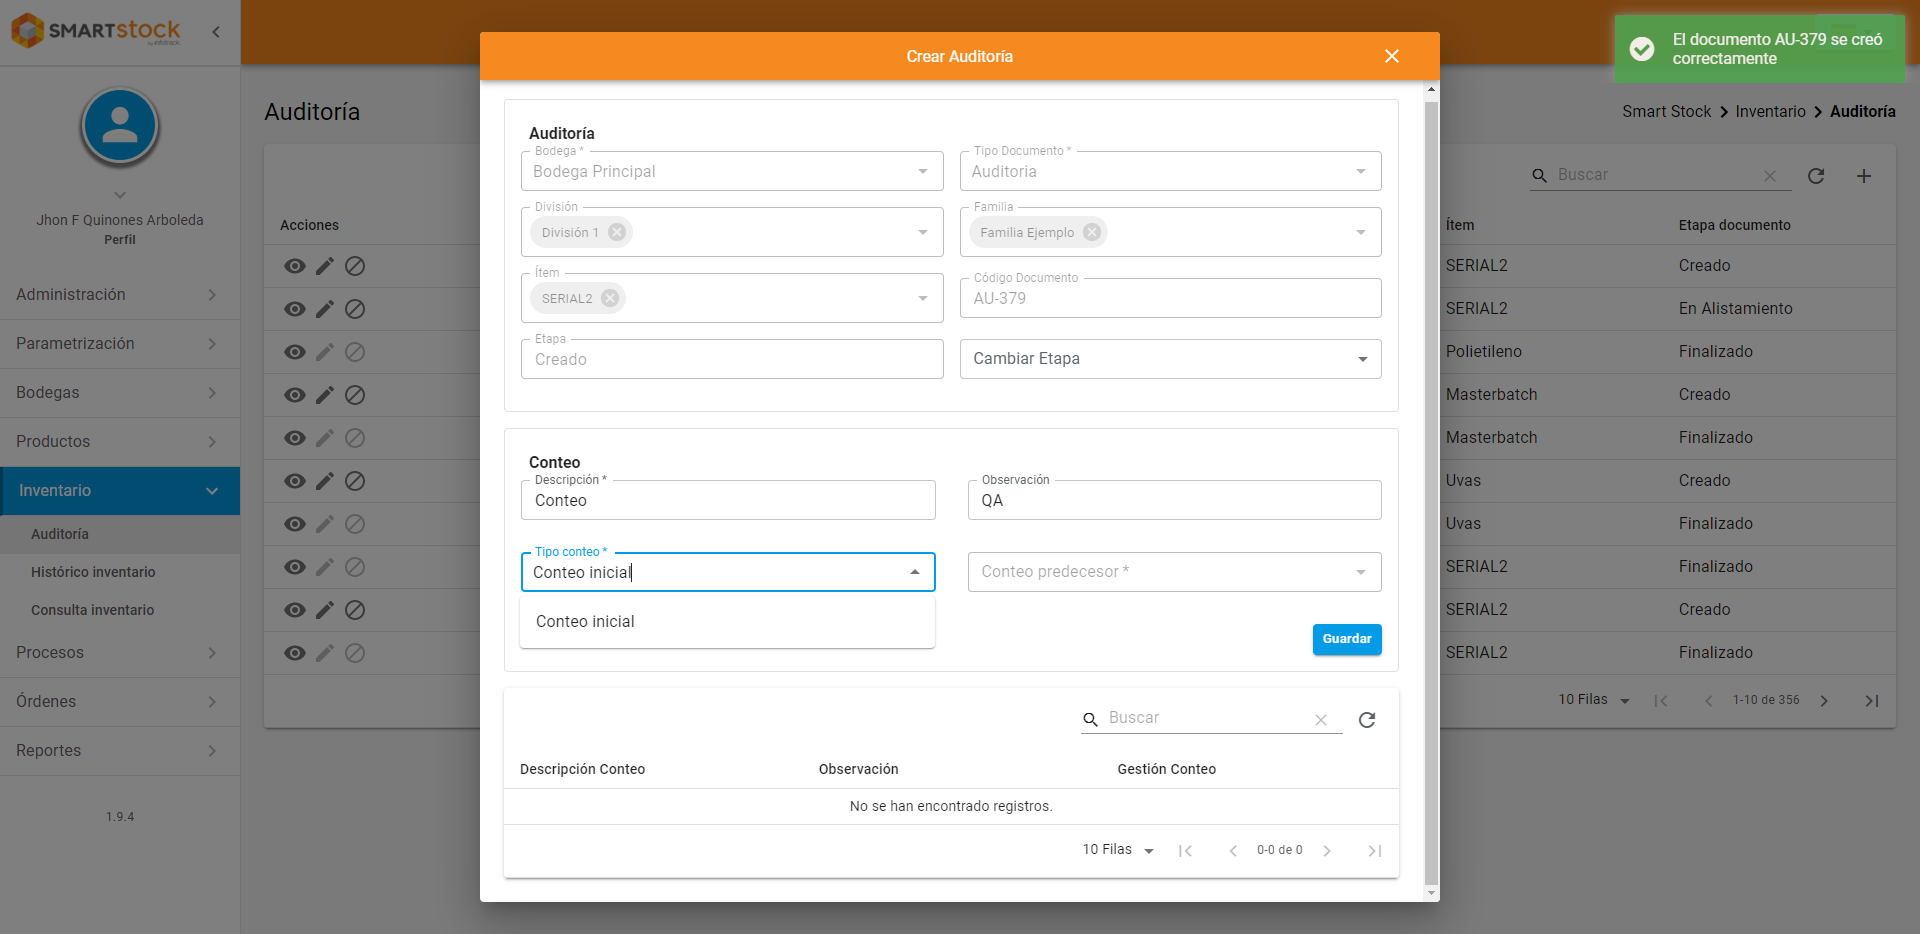 SMARTSTOCK
by infotrack
Jhon F Quinones Arboleda
Perfil
Administración
Parametrización
Bodegas
Productos
Inventario
Auditoría
Histórico inventario
Consulta inventario
Procesos
Órdenes
Reportes
1.9.4
Auditoría
Acciones
Crear Auditoría
Auditoría
Bodega *
Bodega Principal
Tipo Documento *
Auditoria
División
División 1
Familia
Familia Ejemplo
Ítem
SERIAL2
Código Documento
AU-379
Etapa
Creado
Cambiar Etapa
Conteo
Descripción *
Conteo
Observación
QA
Tipo conteo *
Conteo inicial
Conteo predecesor *
Conteo inicial
Guardar
Buscar
Descripción Conteo Observación Gestión Conteo
No se han encontrado registros.
10 Filas 0-0 de 0
El documento AU-379 se creó
correctamente
Smart Stock Inventario Auditoría
Buscar
Ítem Etapa documento
SERIAL2 Creado
SERIAL2 En Alistamiento
Polietileno Finalizado
Masterbatch Creado
Masterbatch Finalizado
Uvas Creado
Uvas Finalizado
SERIAL2 Finalizado
SERIAL2 Creado
SERIAL2 Finalizado
10 Filas 1-10 de 356